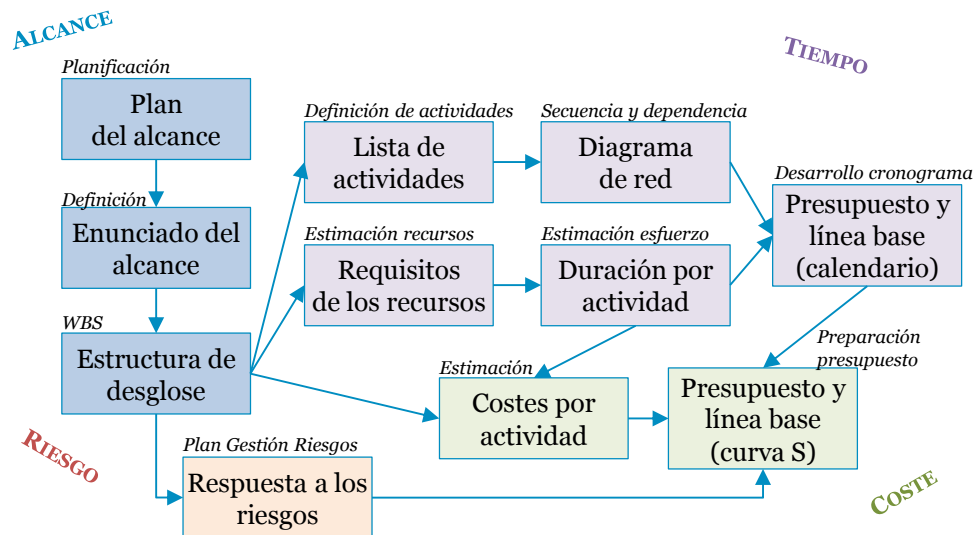 ALCANCE
TIEMPO
Planificación
Plan
del alcance
Definición de actividades
Lista de
actividades
Secuencia y dependencia
Diagrama
de red
Desarrollo cronograma
Presupuesto y
línea base
(calendario)
Definición
Enunciado del
alcance
Estimación recursos
Requisitos
de los recursos
Estimación esfuerzo
Duración por
actividad
WBS
Estructura de
desglose
Estimación
Costes por
actividad
Preparación
presupuesto
Presupuesto y
línea base
(curva S)
RIESGO
Plan Gestión Riesgos
Respuesta a los
riesgos
COSTE